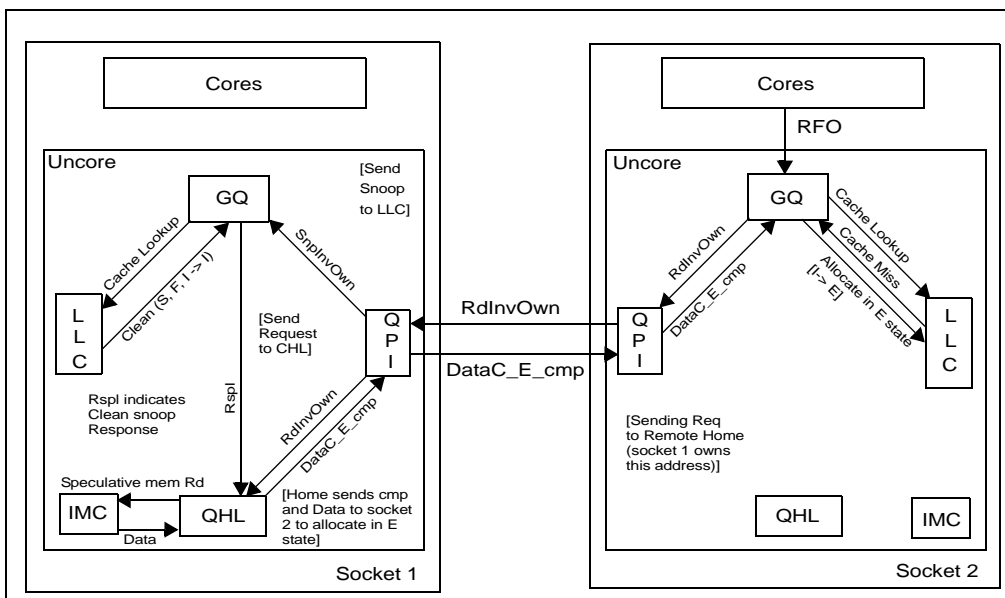 Cores
Uncore
[Send
Snoop
to LLC]
GQ
Cache Lookup
Clean (S, F, I -> I)
SnpInvOwn
L
L
C
[Send
Request
to CHL]
Q
P
I
RspI indicates
Clean snoop
Response
RspI
RdInvOwn
DataC_E_cmp
Speculative mem Rd
IMC
Data
QHL
[Home sends cmp
and Data to socket
2 to allocate in E
state]
Socket 1
RdInvOwn
DataC_E_cmp
Cores
RFO
Uncore
GQ
RdInvOwn
DataC_E_cmp
Cache Lookup
Cache Miss
Allocate in E state
[I-> E]
Q
P
I
L
L
C
[Sending Req
to Remote Home
(socket 1 owns
this address)]
QHL
IMC
Socket 2